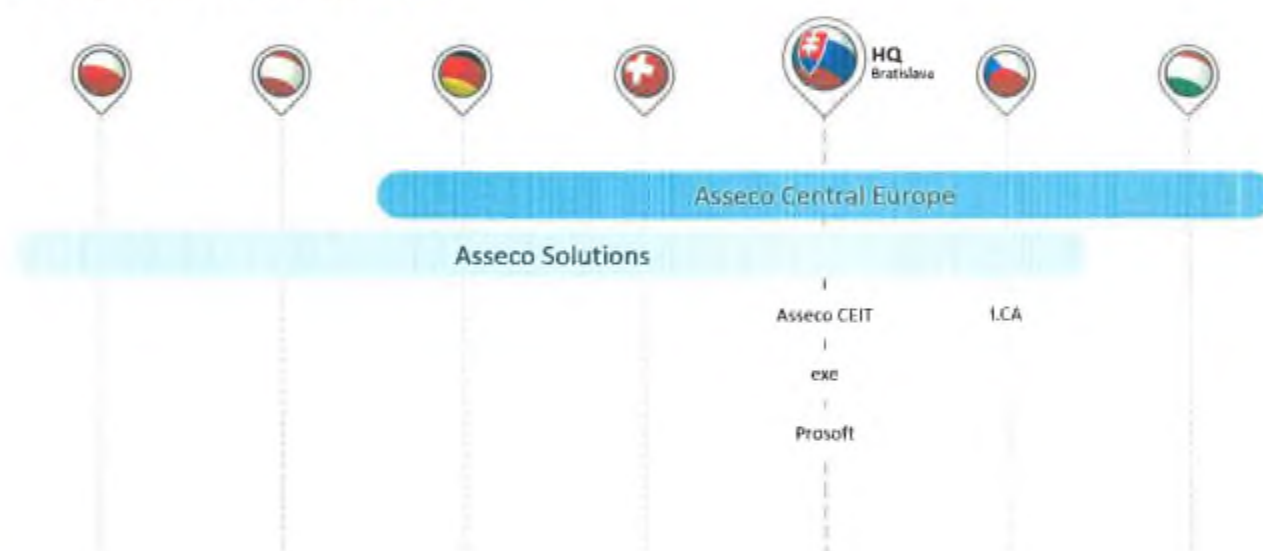 HQ
Bratislava
Asseco Central Europe
Asseco Solutions
Asseco CEIT
I.CA
exe
Prosoft